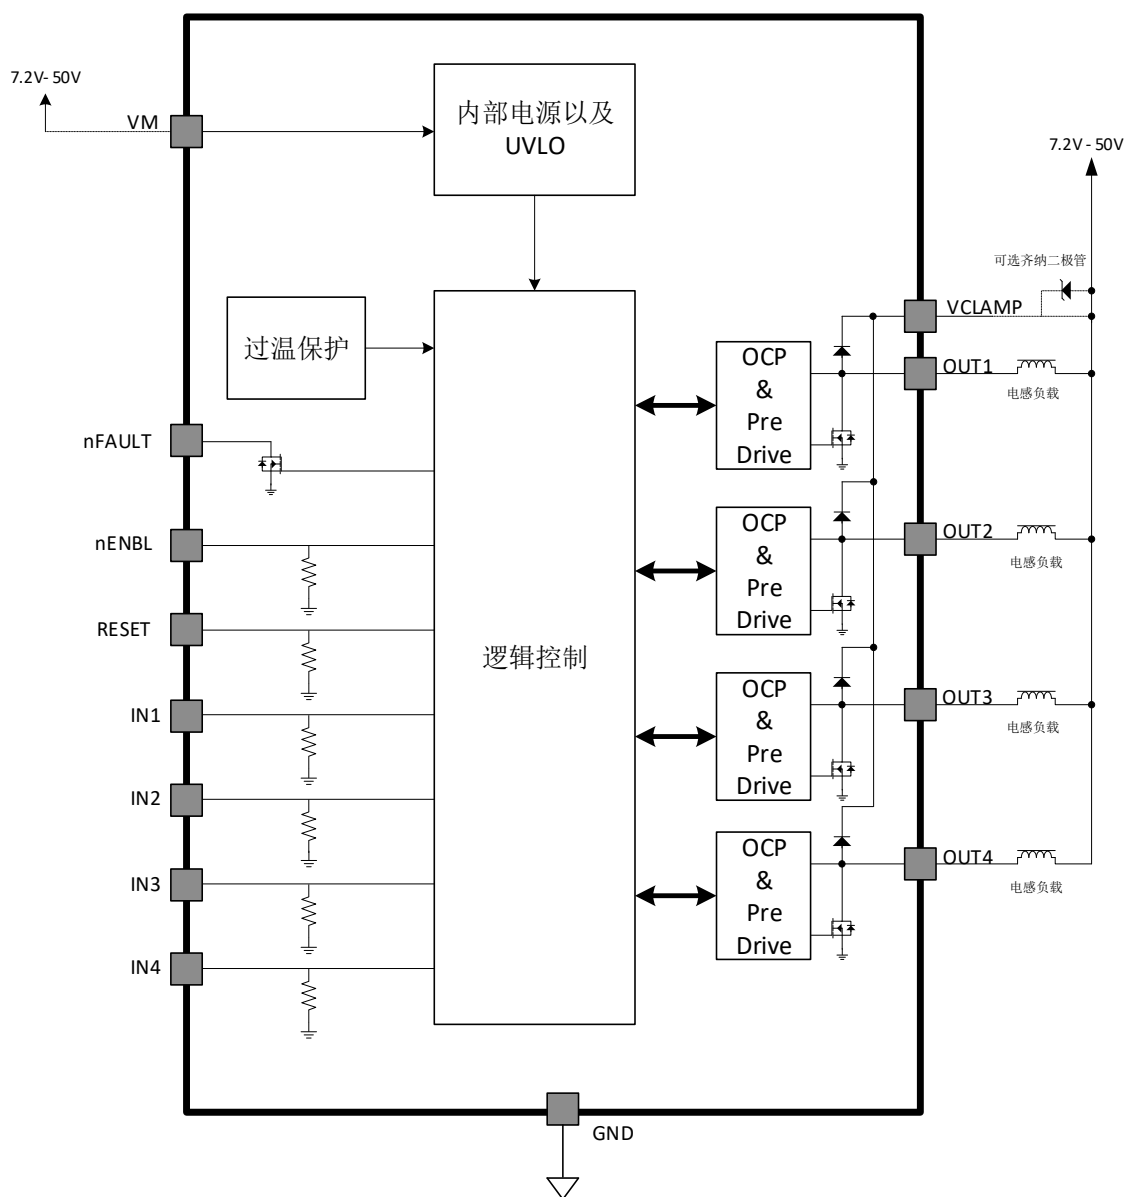 7.2V- 50V
VM
内部电源以及
UVLO
7.2V - 50V
可选齐纳二极管
过温保护
VCLAMP
OCP
&
Pre
Drive
OUT1
电感负载
nFAULT
nENBL
OCP
&
Pre
Drive
OUT2
电感负载
RESET
逻辑控制
IN1
OCP
&
Pre
Drive
OUT3
电感负载
IN2
IN3
OCP
&
Pre
Drive
OUT4
电感负载
IN4
GND